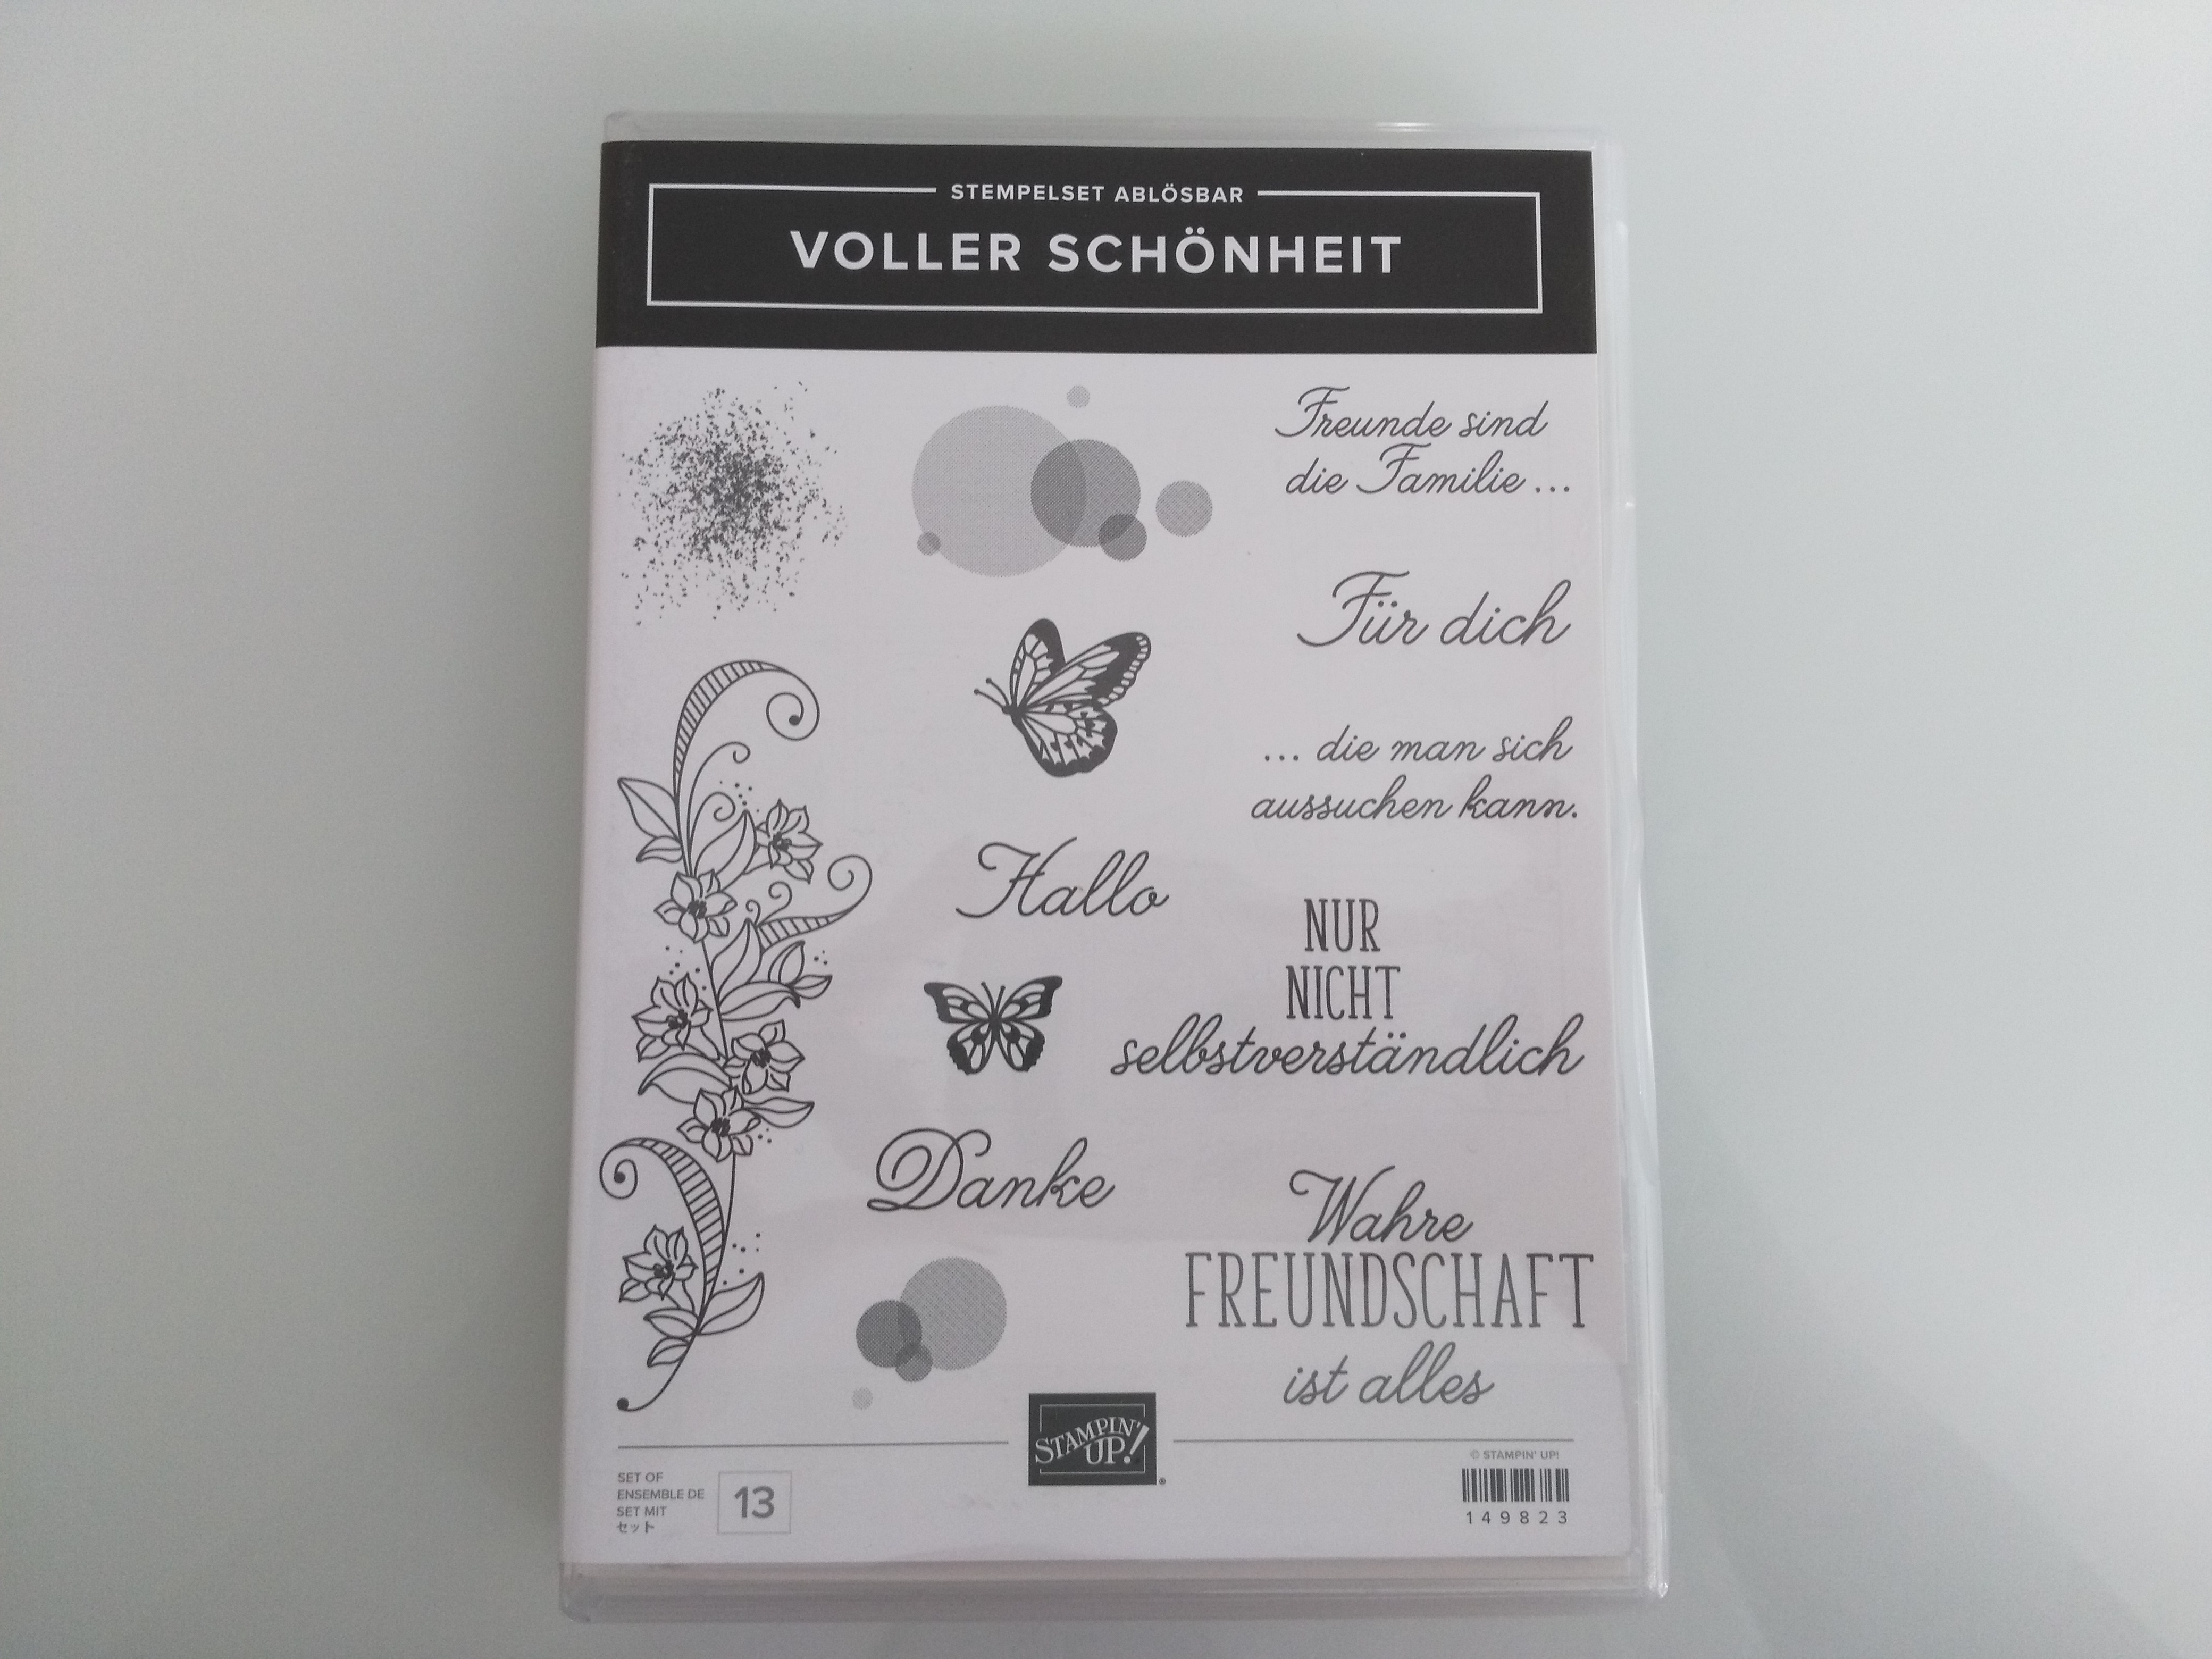 STEMPELSET ABLÖSBAR
VOLLER SCHÖNHEIT
Freunde sind
die Familie ...
Für dich
... die man sich
aussuchen kann.
Hallo
NUR
NICHT
selbstverständlich
Danke
Wahre
FREUNDSCHAFT
ist alles
STAMPIN'
UP!
®
SET OF
ENSEMBLE DE
SET MIT
セット
13
© STAMPIN' UP!
149823